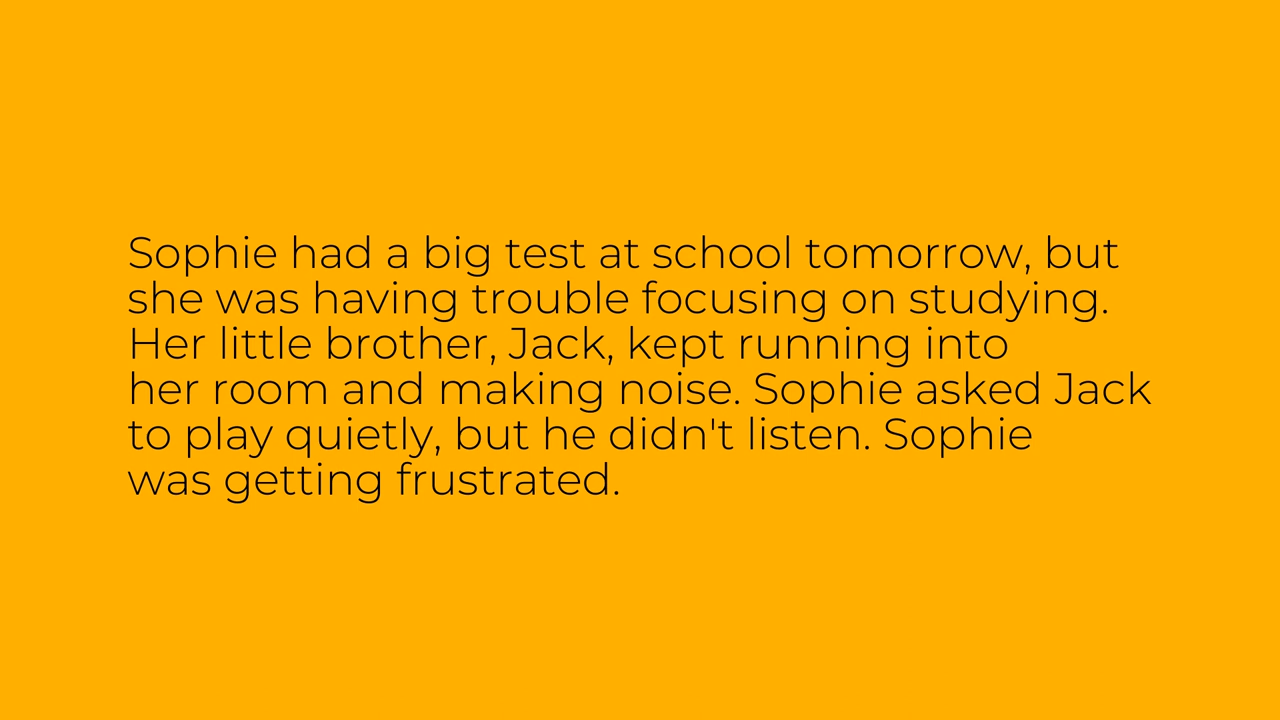 Sophie had a big test at school tomorrow, but
she was having trouble focusing on studying.
Her little brother, Jack, kept running into
her room and making noise. Sophie asked Jack
to play quietly, but he didn't listen. Sophie
was getting frustrated.